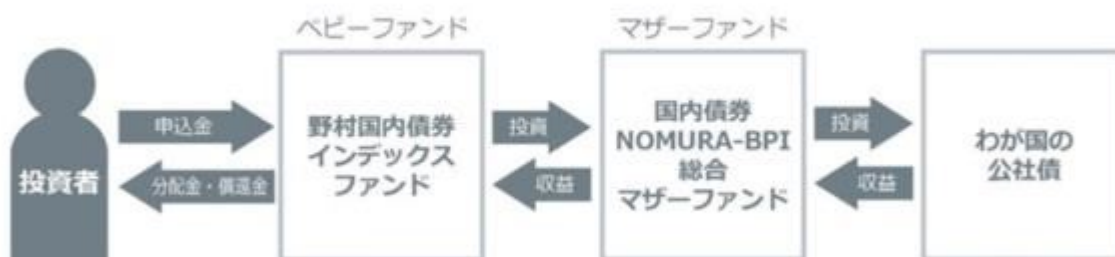 ベビーファンド
マザーファンド
投資者
申込金
分配金・償還金
野村国内債券
インデックス
ファンド
投資
収益
国内債券
NOMURA-BPI
総合
マザーファンド
投資
収益
わが国の
公社債